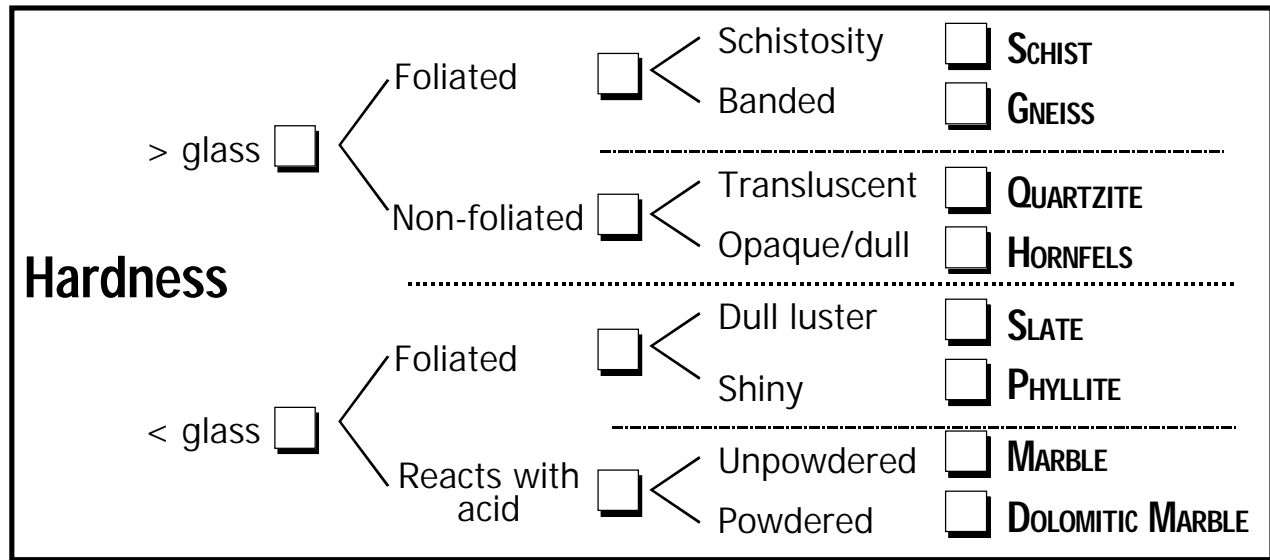 Schistosity SCHIST
Foliated
Banded GNEISS
> glass
Transluscent QUARTZITE
Non-foliated
Opaque/dull HORNFELS
Hardness
Dull luster SLATE
Foliated
Shiny PHYLLITE
< glass
Unpowdered MARBLE
Reacts with
acid
Powdered DOLOMITIC MARBLE